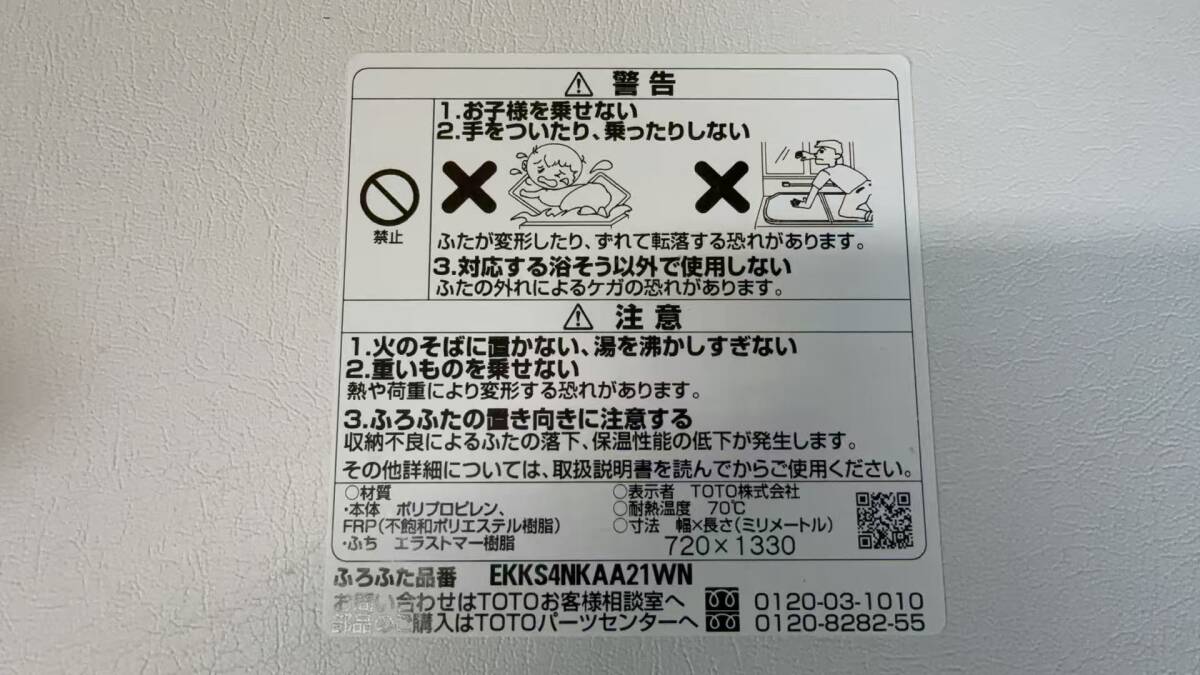 ⚠ 警告
1.お子様を乗せない
2.手をついたり、乗ったりしない
禁止
ふたが変形したり、ずれて転落する恐れがあります。
3.対応する浴そう以外で使用しない
ふたの外れによるケガの恐れがあります。
⚠ 注意
1.火のそばに置かない、湯を沸かしすぎない
2.重いものを乗せない
熱や荷重により変形する恐れがあります。
3.ふろふたの置き向きに注意する
収納不良によるふたの落下、保温性能の低下が発生します。
その他詳細については、取扱説明書を読んでからご使用ください。
○材質
・本体 ポリプロピレン、
FRP(不飽和ポリエステル樹脂)
・ふち エラストマー樹脂
○表示者 TOTO株式会社
○耐熱温度 70℃
○寸法 幅×長さ(ミリメートル)
720×1330
ふろふた品番 EKKS4NKAA21WN
お問い合わせはTOTOお客様相談室へ 0120-03-1010
部品のご購入はTOTOパーツセンターへ 0120-8282-55